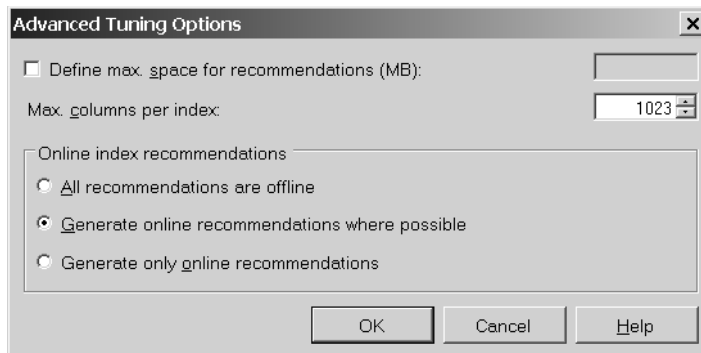 Advanced Tuning Options
Define max. space for recommendations (MB):
Max. columns per index: 1023
Online index recommendations
All recommendations are offline
Generate online recommendations where possible
Generate only online recommendations
OK Cancel Help